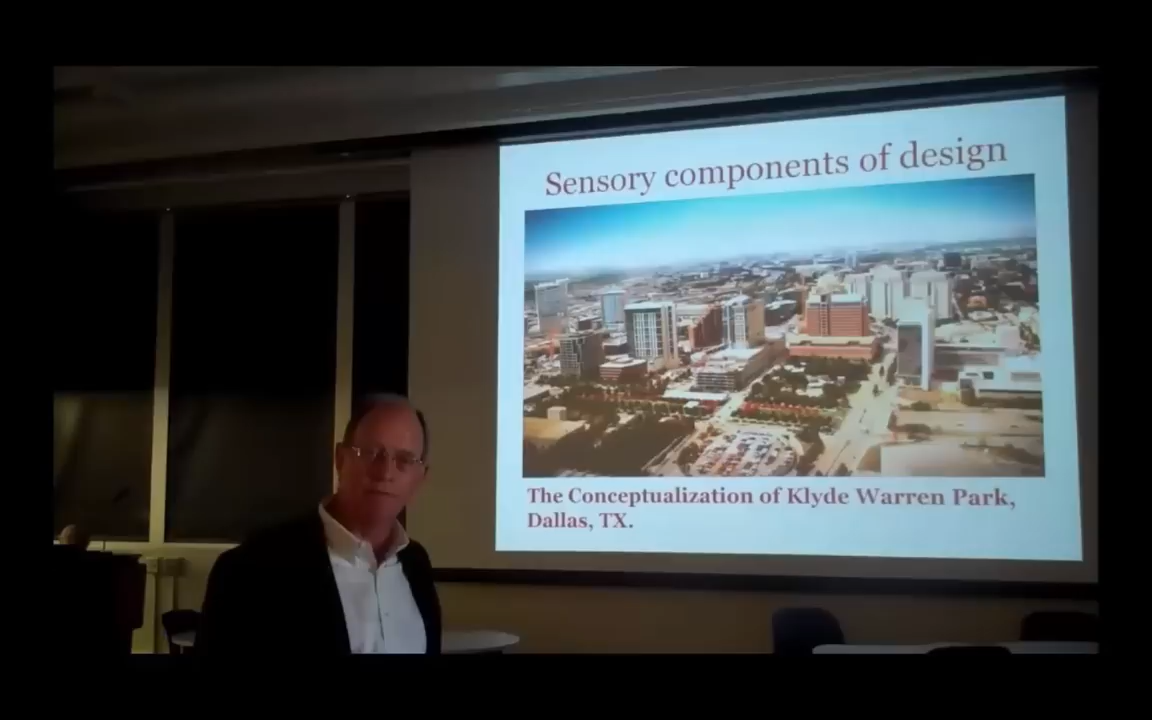 Sensory components of design
The Conceptualization of Klyde Warren Park,
Dallas, TX.